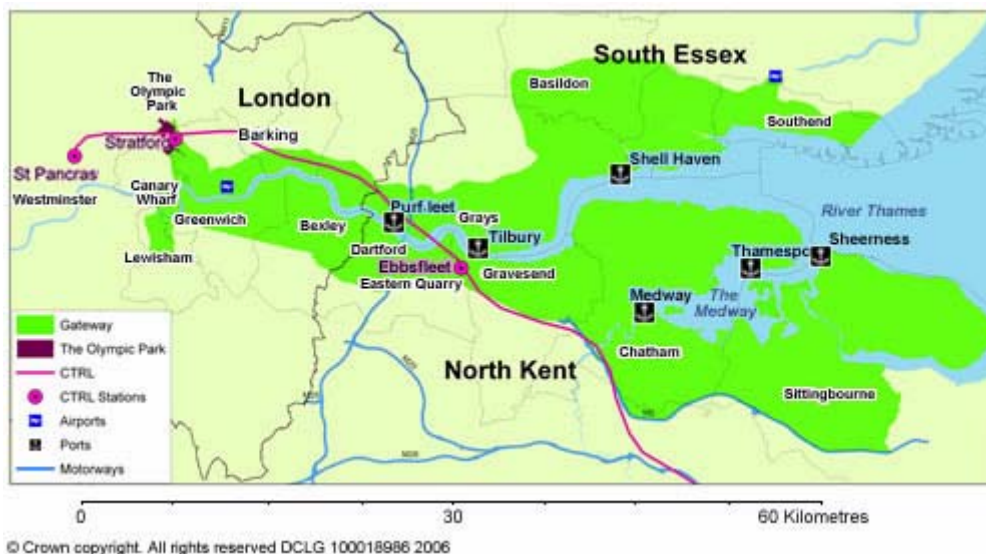 South Essex
Basildon
The
Olympic
Park
London
Southend
Stratford
Barking
St Pancras
Shell Haven
Westminster
Canary
Wharf
Greenwich
Purf leet
Grays
River Thames
Bexley
Tilbury
Sheerness
Dartford
Thamespo
Lewisham
Ebbsfleet
Gravesend
Eastern Quarry
Medway
The
Medway
Chatham
North Kent
Sittingbourne
Gateway
The Olympic Park
CTRL
CTRL Stations
Airports
Ports
Motorways
0 30 60 Kilometres
© Crown copyright. All rights reserved DCLG 100018986 2006